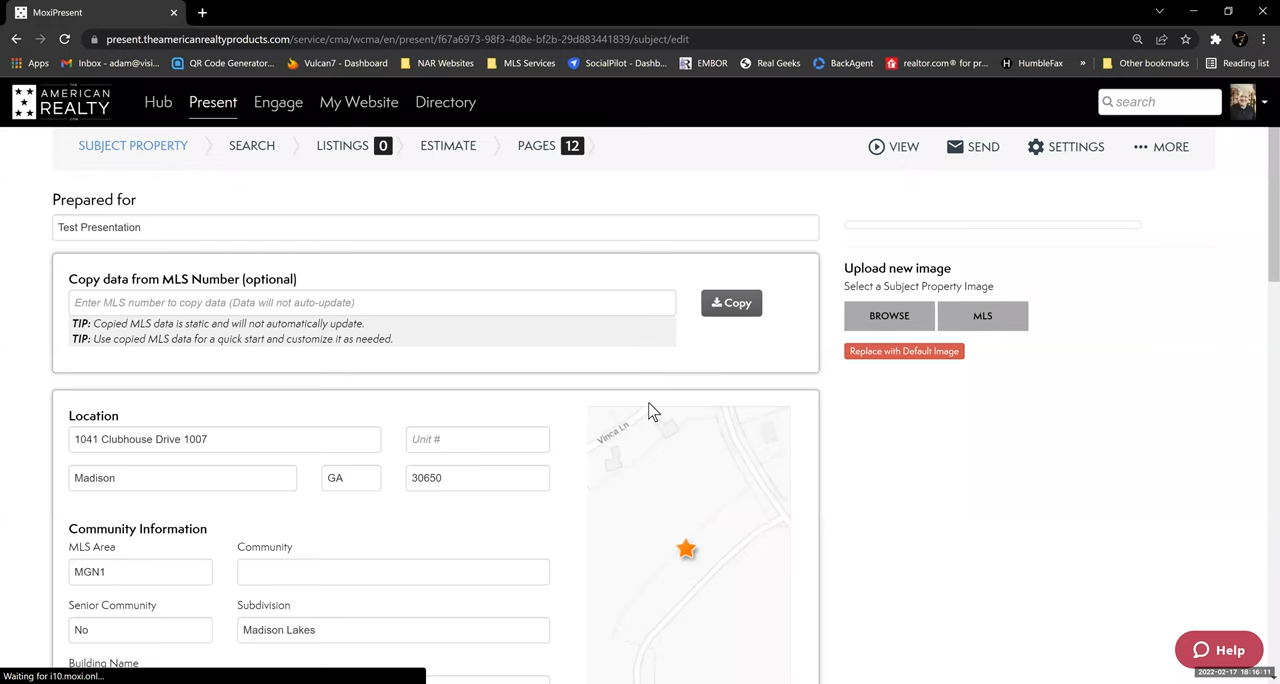 MoxiPresent
present.theamericanrealtyproducts.com/service/cma/wcma/en/present/f67a6973-98f3-408e-bf2b-29d883441839/subject/edit
Apps
Inbox - adam@visi...
QR Code Generator...
Vulcan7 - Dashboard
NAR Websites
MLS Services
SocialPilot - Dashb...
EMBOR
Real Geeks
BackAgent
realtor.com® for pr...
HumbleFax
»
Other bookmarks
Reading list
THE AMERICAN
REALTY
.COM
Hub
Present
Engage
My Website
Directory
search
SUBJECT PROPERTY
SEARCH
LISTINGS 0
ESTIMATE
PAGES 12
VIEW
SEND
SETTINGS
MORE
Prepared for
Test Presentation
Copy data from MLS Number (optional)
Enter MLS number to copy data (Data will not auto-update)
Copy
TIP: Copied MLS data is static and will not automatically update.
TIP: Use copied MLS data for a quick start and customize it as needed.
Upload new image
Select a Subject Property Image
BROWSE
MLS
Replace with Default Image
Location
1041 Clubhouse Drive 1007
Unit #
Madison
GA
30650
Vinca Ln
Community Information
MLS Area
Community
MGN1
Senior Community
Subdivision
No
Madison Lakes
Building Name
Help
Waiting for i10.moxi.onl...
2022-02-17 18:16:11